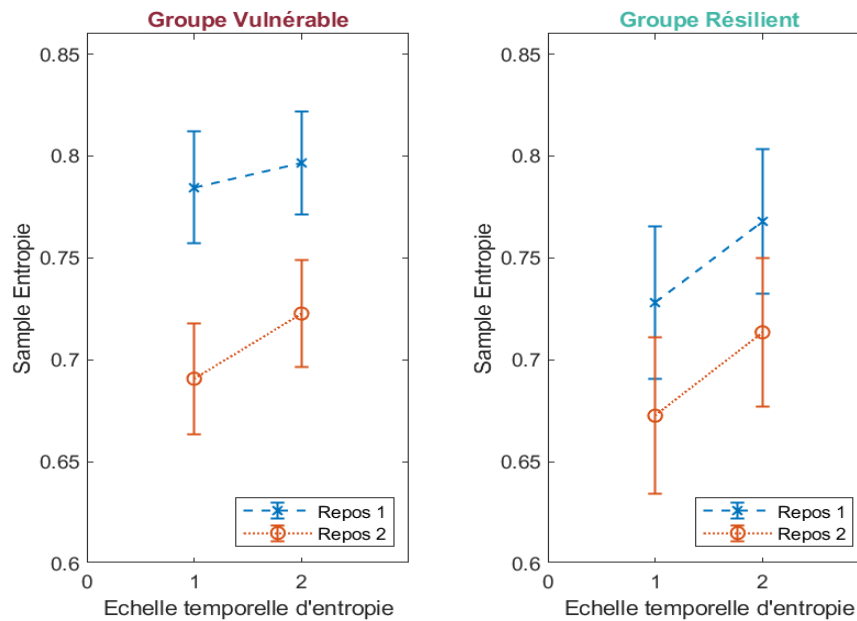 Groupe Vulnérable
0.85
0.8
0.75
0.7
0.65
0.6
Sample Entropie
0
1
2
Echelle temporelle d'entropie
Repos 1
Repos 2
Groupe Résilient
0.85
0.8
0.75
0.7
0.65
0.6
Sample Entropie
0
1
2
Echelle temporelle d'entropie
Repos 1
Repos 2